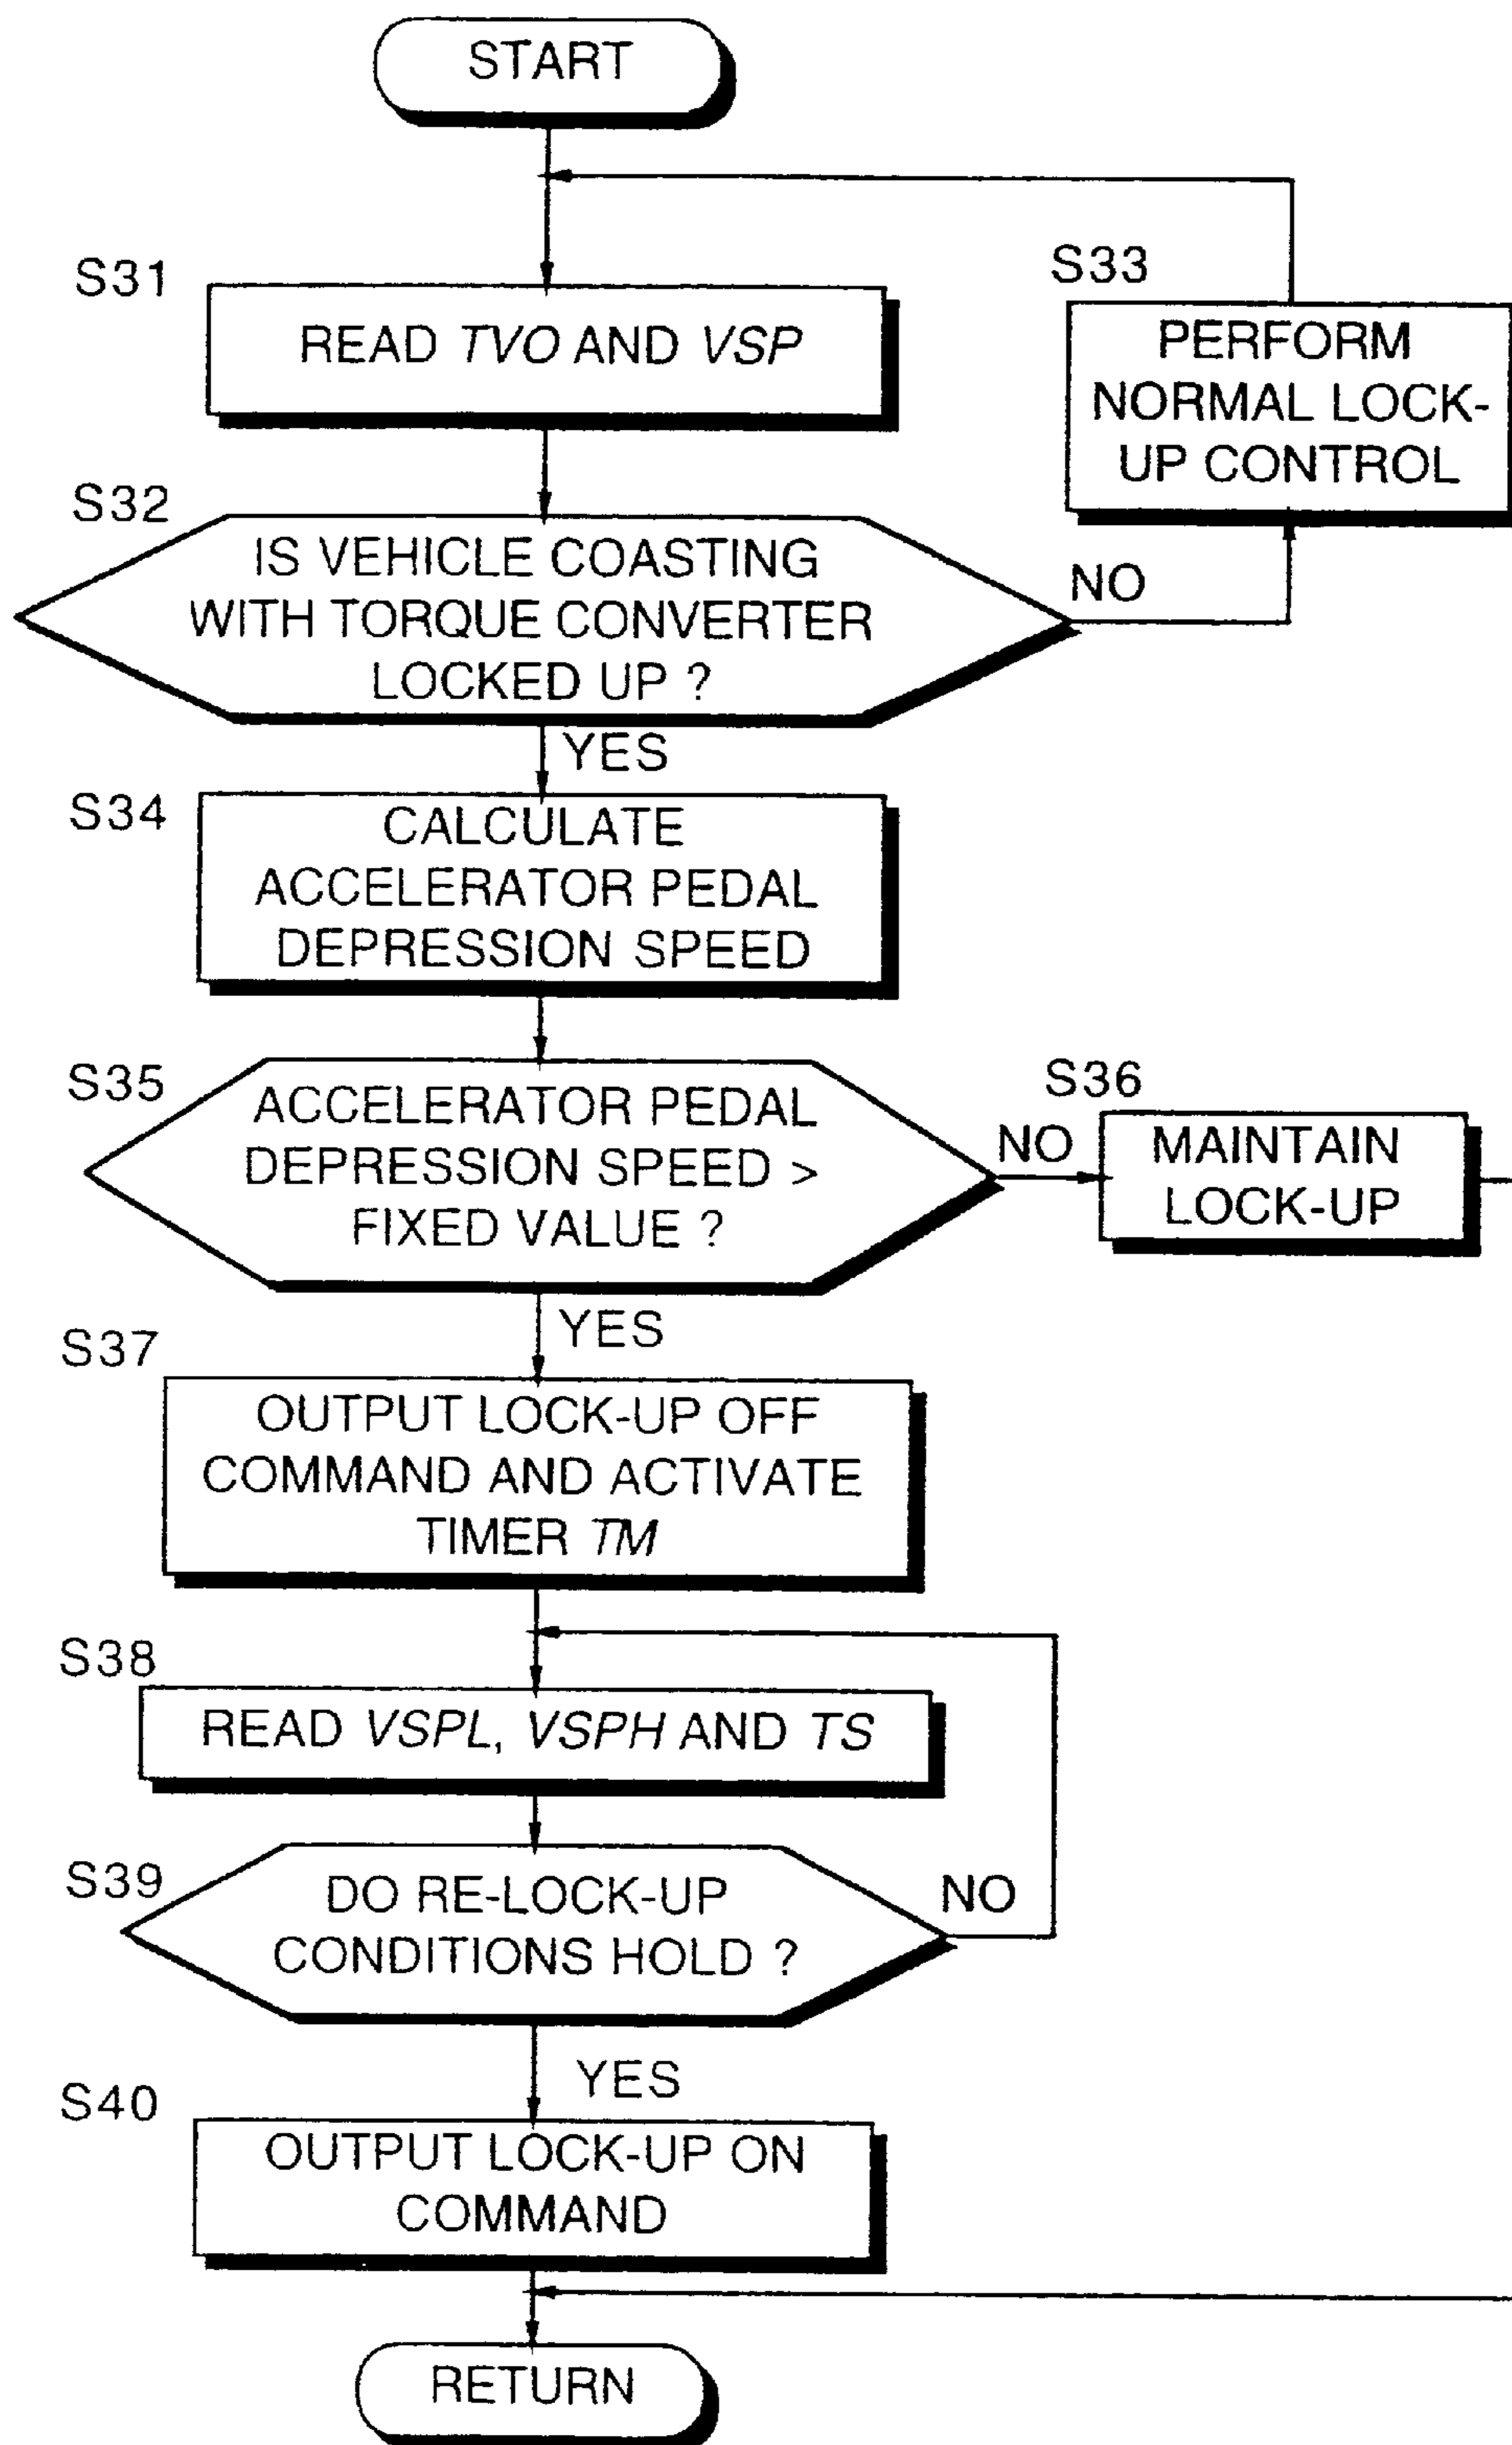 START
S31
READ TVO AND VSP
S33
PERFORM
NORMAL LOCK-
UP CONTROL
S32
IS VEHICLE COASTING
WITH TORQUE CONVERTER
LOCKED UP ?
NO
YES
S34
CALCULATE
ACCELERATOR PEDAL
DEPRESSION SPEED
S35
ACCELERATOR PEDAL
DEPRESSION SPEED >
FIXED VALUE ?
NO
S36
MAINTAIN
LOCK-UP
YES
S37
OUTPUT LOCK-UP OFF
COMMAND AND ACTIVATE
TIMER TM
S38
READ VSPL, VSPH AND TS
S39
DO RE-LOCK-UP
CONDITIONS HOLD ?
NO
YES
S40
OUTPUT LOCK-UP ON
COMMAND
RETURN